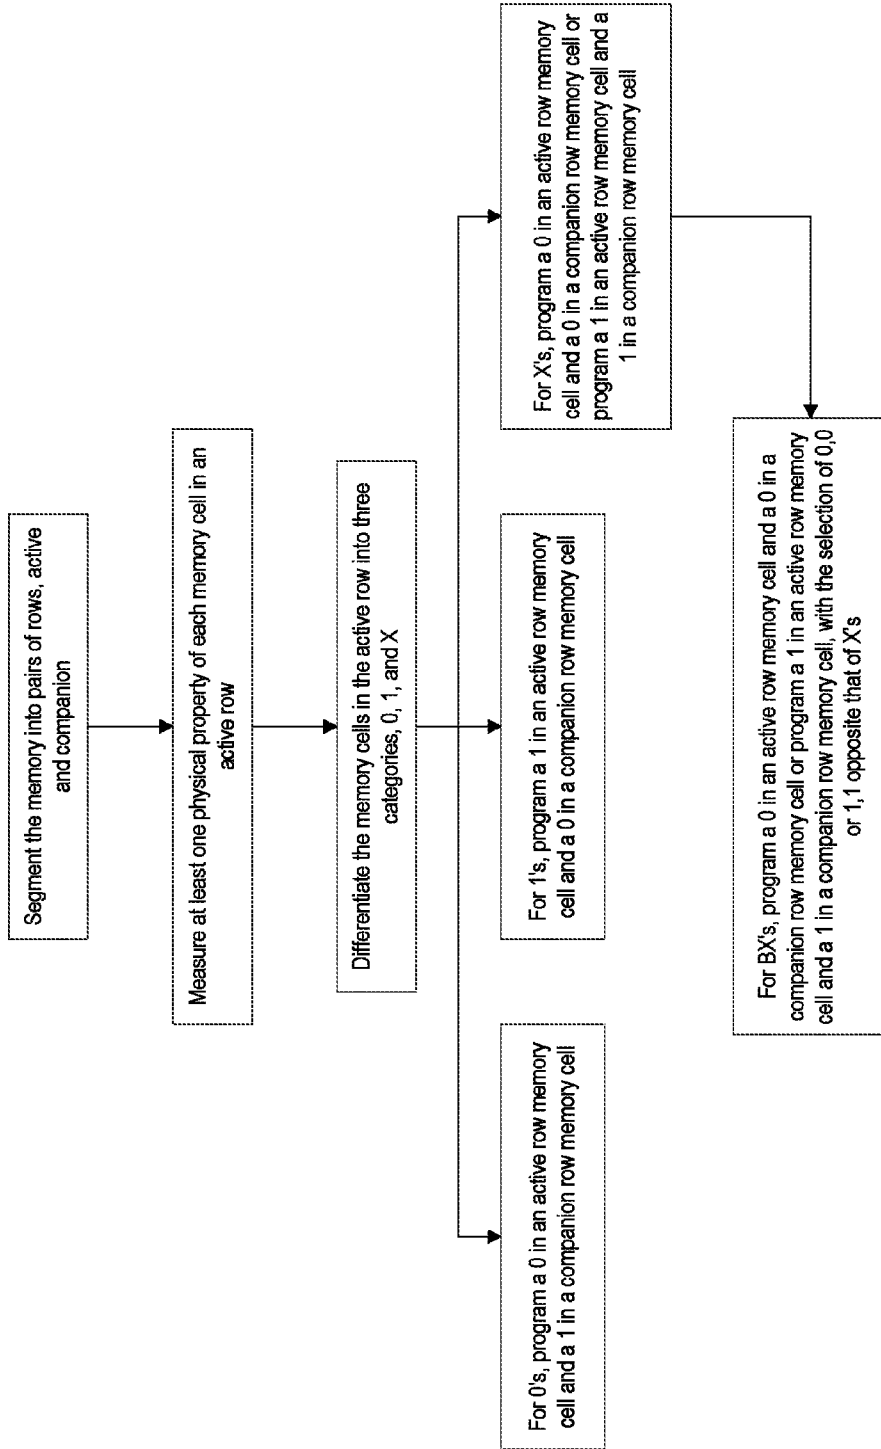 Segment the memory into pairs of rows, active
and companion
Measure at least one physical property of each memory cell in an
active row
Differentiate the memory cells in the active row into three
categories, 0, 1, and X
For 0's, program a 0 in an active row memory
cell and a 1 in a companion row memory cell
For 1's, program a 1 in an active row memory
cell and a 0 in a companion row memory cell
For X's, program a 0 in an active row memory
cell and a 0 in a companion row memory cell or
program a 1 in an active row memory cell and a
1 in a companion row memory cell
For BX's, program a 0 in an active row memory cell and a 0 in a
companion row memory cell or program a 1 in an active row memory
cell and a 1 in a companion row memory cell, with the selection of 0,0
or 1,1 opposite that of X's